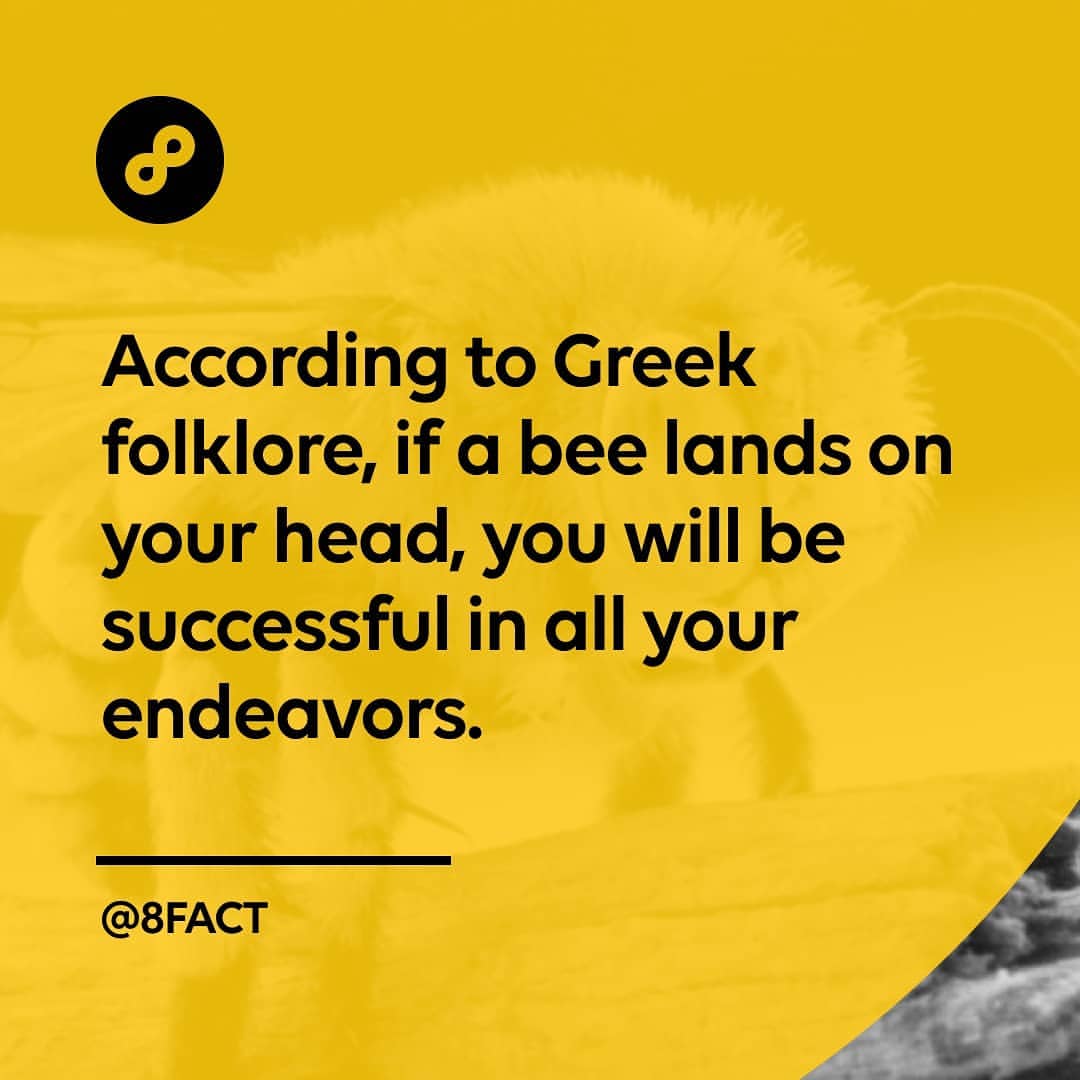 According to Greek
folklore, if a bee lands on
your head, you will be
successful in all your
endeavors.
@8FACT